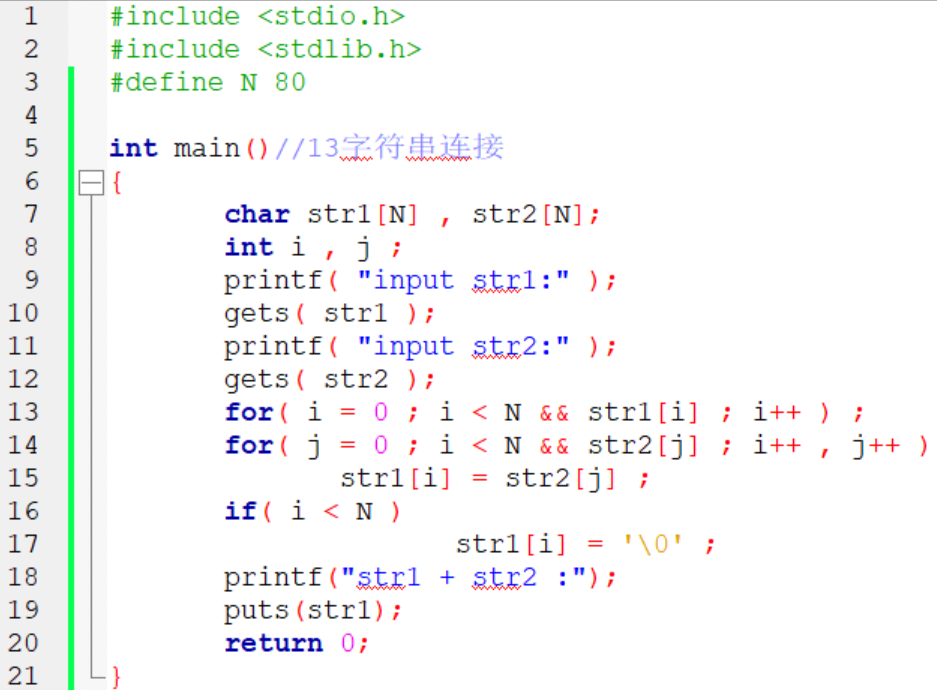 1 #include <stdio.h>
2 #include <stdlib.h>
3 #define N 80
4
5 int main()//13字符串连接
6 {
7 char str1[N] , str2[N];
8 int i , j ;
9 printf( "input str1:" );
10 gets( str1 );
11 printf( "input str2:" );
12 gets( str2 );
13 for( i = 0 ; i < N && str1[i] ; i++ ) ;
14 for( j = 0 ; i < N && str2[j] ; i++ , j++ )
15 str1[i] = str2[j] ;
16 if( i < N )
17 str1[i] = '\0' ;
18 printf("str1 + str2 :");
19 puts(str1);
20 return 0;
21 }